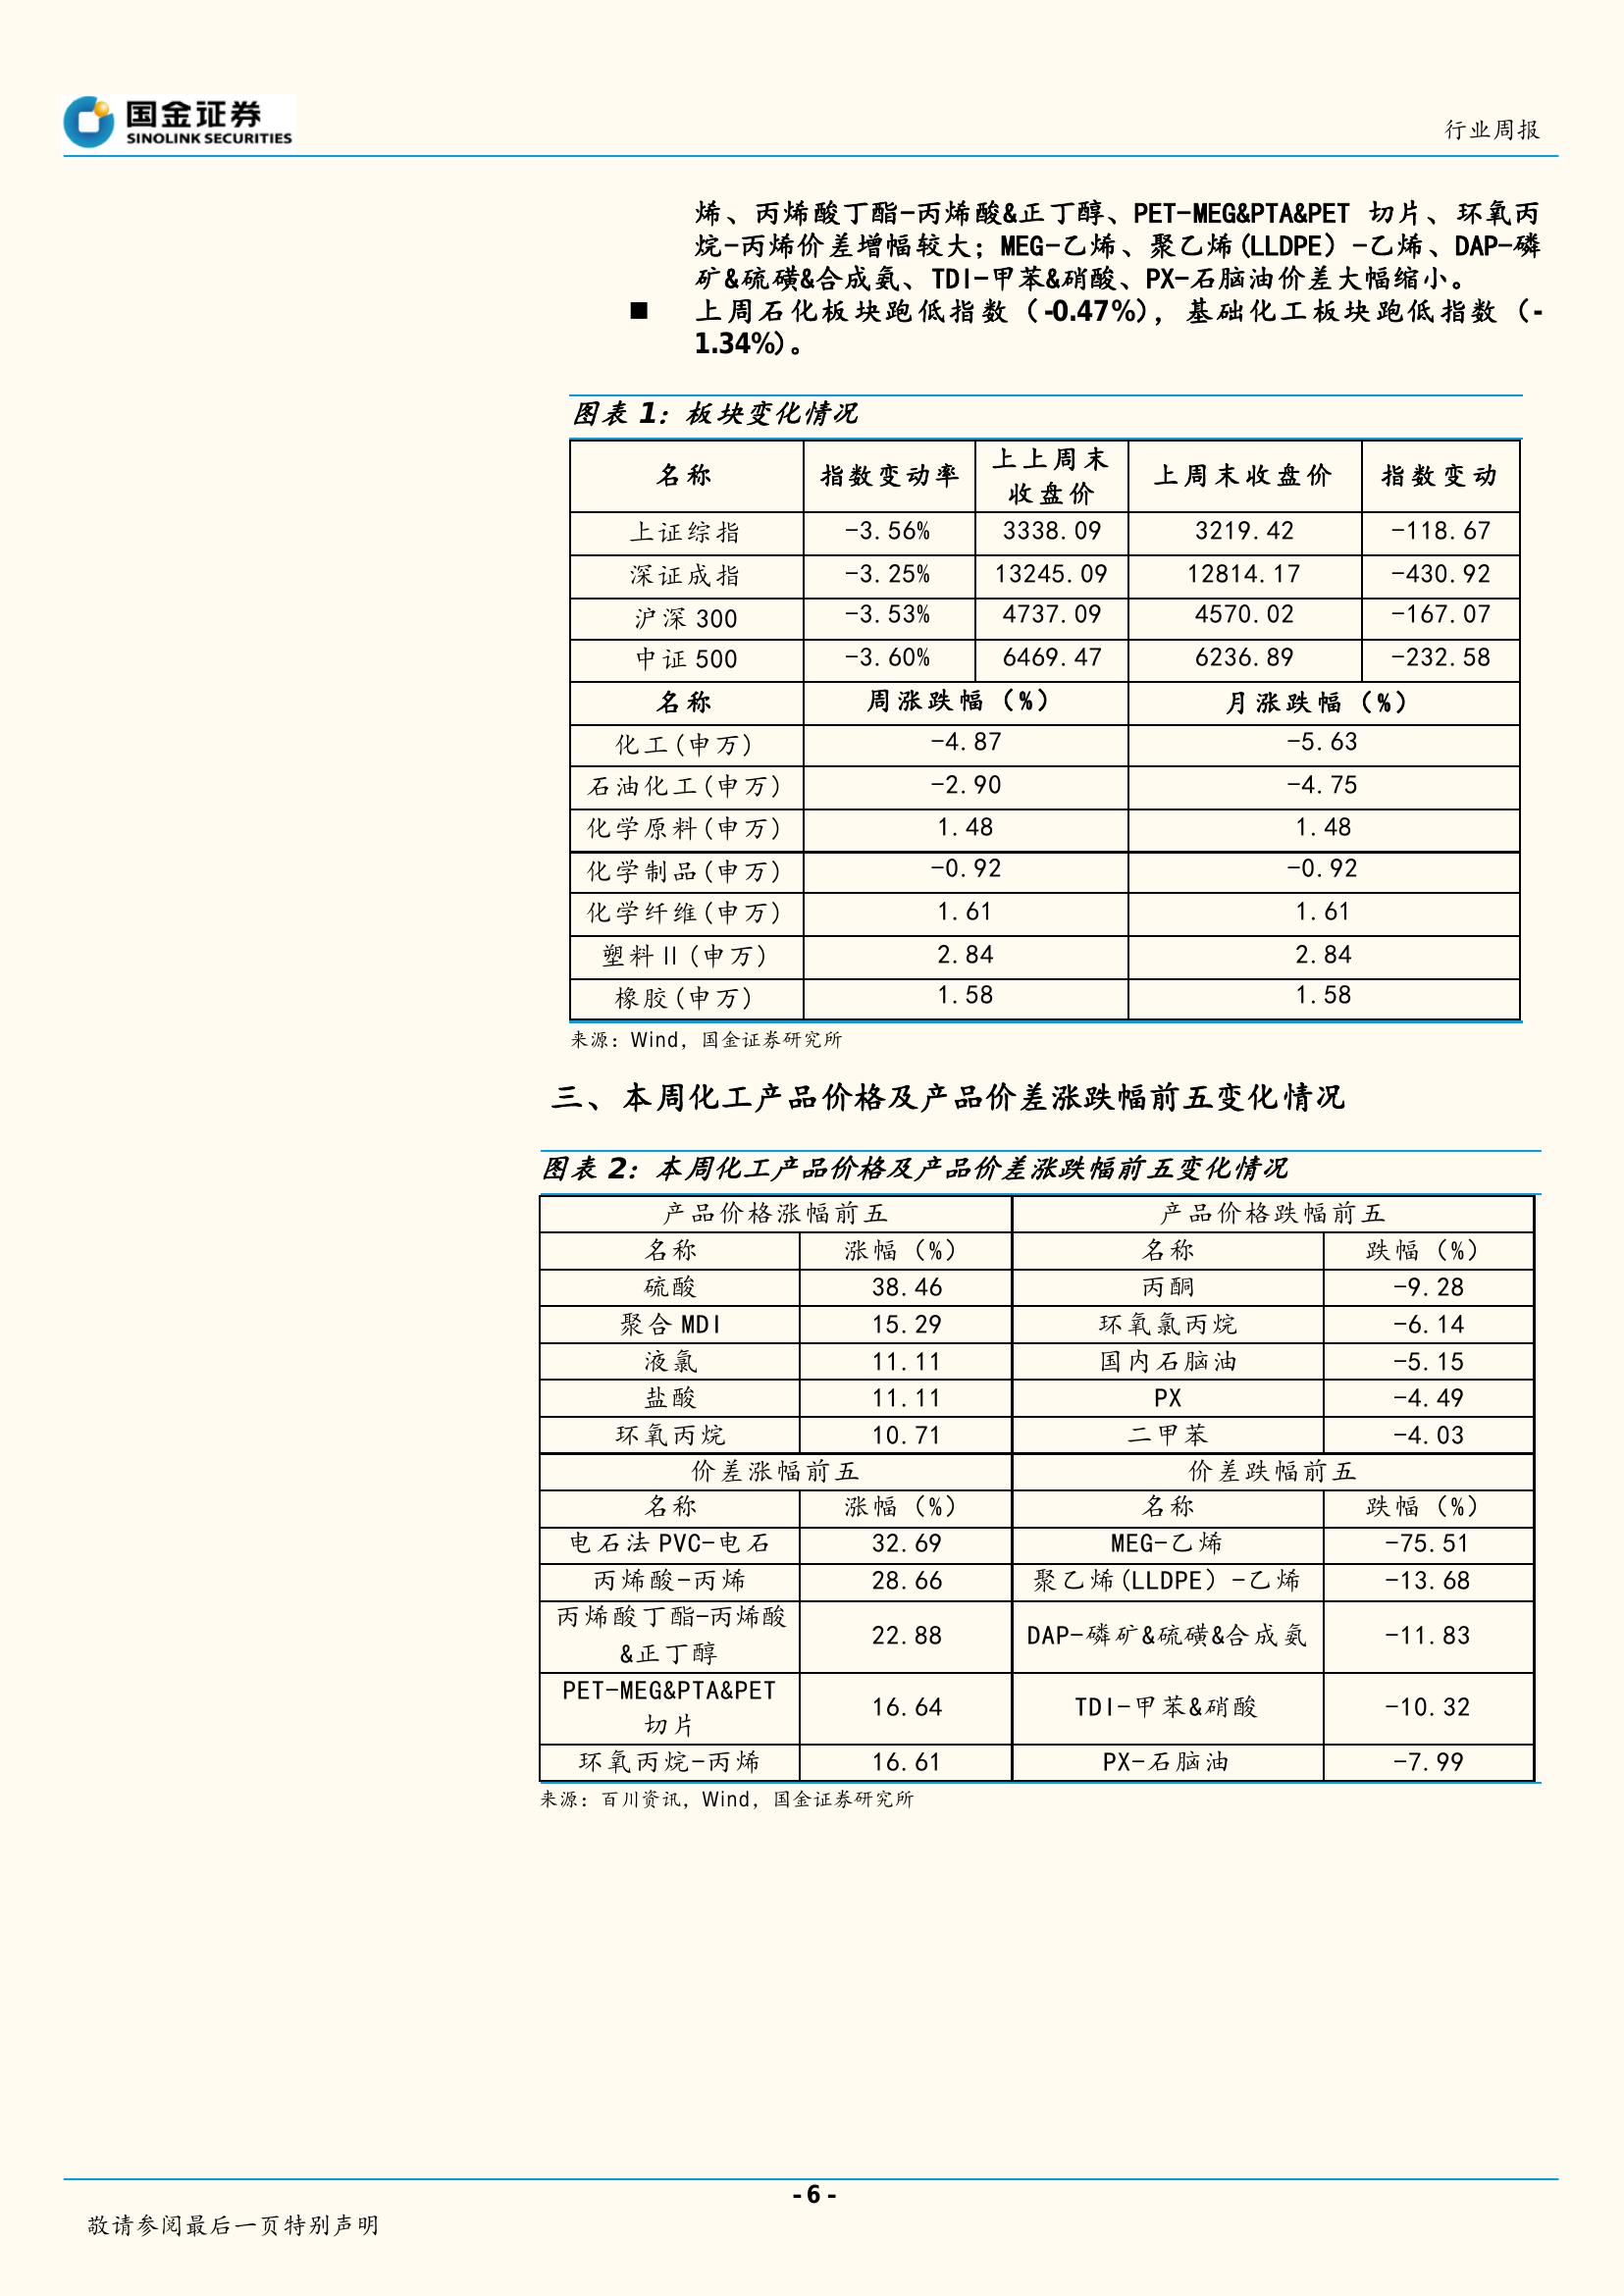 国金证券
SINOLINK SECURITIES
行业周报
烯、丙烯酸丁酯-丙烯酸&正丁醇、PET-MEG&PTA&PET 切片、环氧丙
烷-丙烯价差增幅较大；MEG-乙烯、聚乙烯(LLDPE）-乙烯、DAP-磷
矿&硫磺&合成氨、TDI-甲苯&硝酸、PX-石脑油价差大幅缩小。
■ 上周石化板块跑低指数（-0.47%)，基础化工板块跑低指数（-
1.34%)。
图表 1：板块变化情况
名称 指数变动率 上上周末 上周末收盘价 指数变动
收盘价
上证综指 -3.56% 3338.09 3219.42 -118.67
深证成指 -3.25% 13245.09 12814.17 -430.92
沪深 300 -3.53% 4737.09 4570.02 -167.07
中证 500 -3.60% 6469.47 6236.89 -232.58
名称 周涨跌幅（%） 月涨跌幅（%）
化工(申万) -4.87 -5.63
石油化工(申万) -2.90 -4.75
化学原料(申万) 1.48 1.48
化学制品(申万) -0.92 -0.92
化学纤维(申万) 1.61 1.61
塑料Ⅱ(申万) 2.84 2.84
橡胶(申万) 1.58 1.58
来源：Wind，国金证券研究所
三、本周化工产品价格及产品价差涨跌幅前五变化情况
图表 2：本周化工产品价格及产品价差涨跌幅前五变化情况
产品价格涨幅前五 产品价格跌幅前五
名称 涨幅（%） 名称 跌幅（%）
硫酸 38.46 丙酮 -9.28
聚合 MDI 15.29 环氧氯丙烷 -6.14
液氯 11.11 国内石脑油 -5.15
盐酸 11.11 PX -4.49
环氧丙烷 10.71 二甲苯 -4.03
价差涨幅前五 价差跌幅前五
名称 涨幅（%） 名称 跌幅（%）
电石法 PVC-电石 32.69 MEG-乙烯 -75.51
丙烯酸-丙烯 28.66 聚乙烯(LLDPE）-乙烯 -13.68
丙烯酸丁酯-丙烯酸
&正丁醇 22.88 DAP-磷矿&硫磺&合成氨 -11.83
PET-MEG&PTA&PET
切片 16.64 TDI-甲苯&硝酸 -10.32
环氧丙烷-丙烯 16.61 PX-石脑油 -7.99
来源：百川资讯，Wind，国金证券研究所
- 6 -
敬请参阅最后一页特别声明